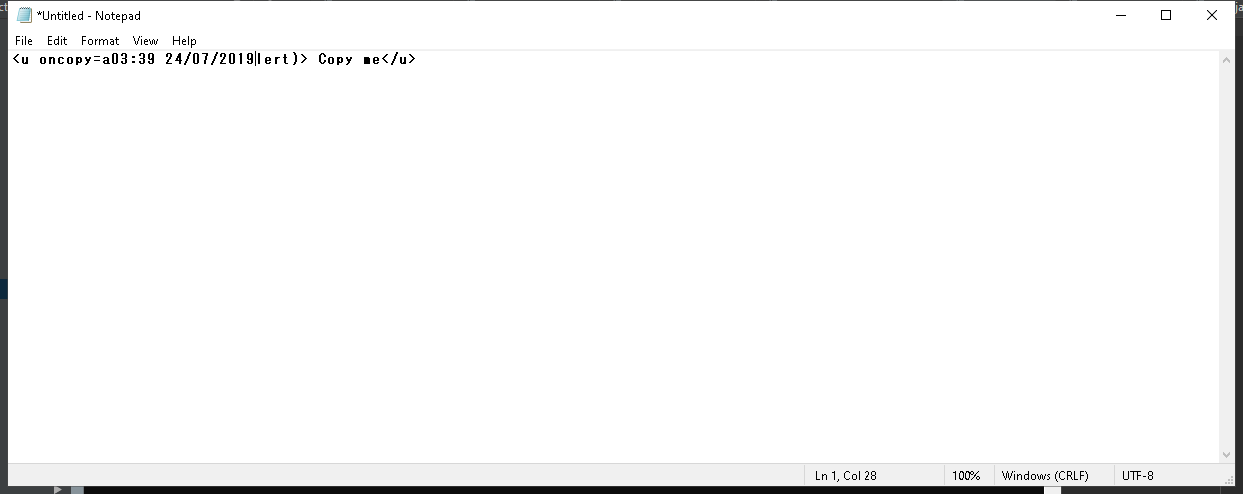 *Untitled - Notepad
File Edit Format View Help
<u oncopy=a03:39 24/07/2019lert)> Copy me</u>
Ln 1, Col 28 100% Windows (CRLF) UTF-8